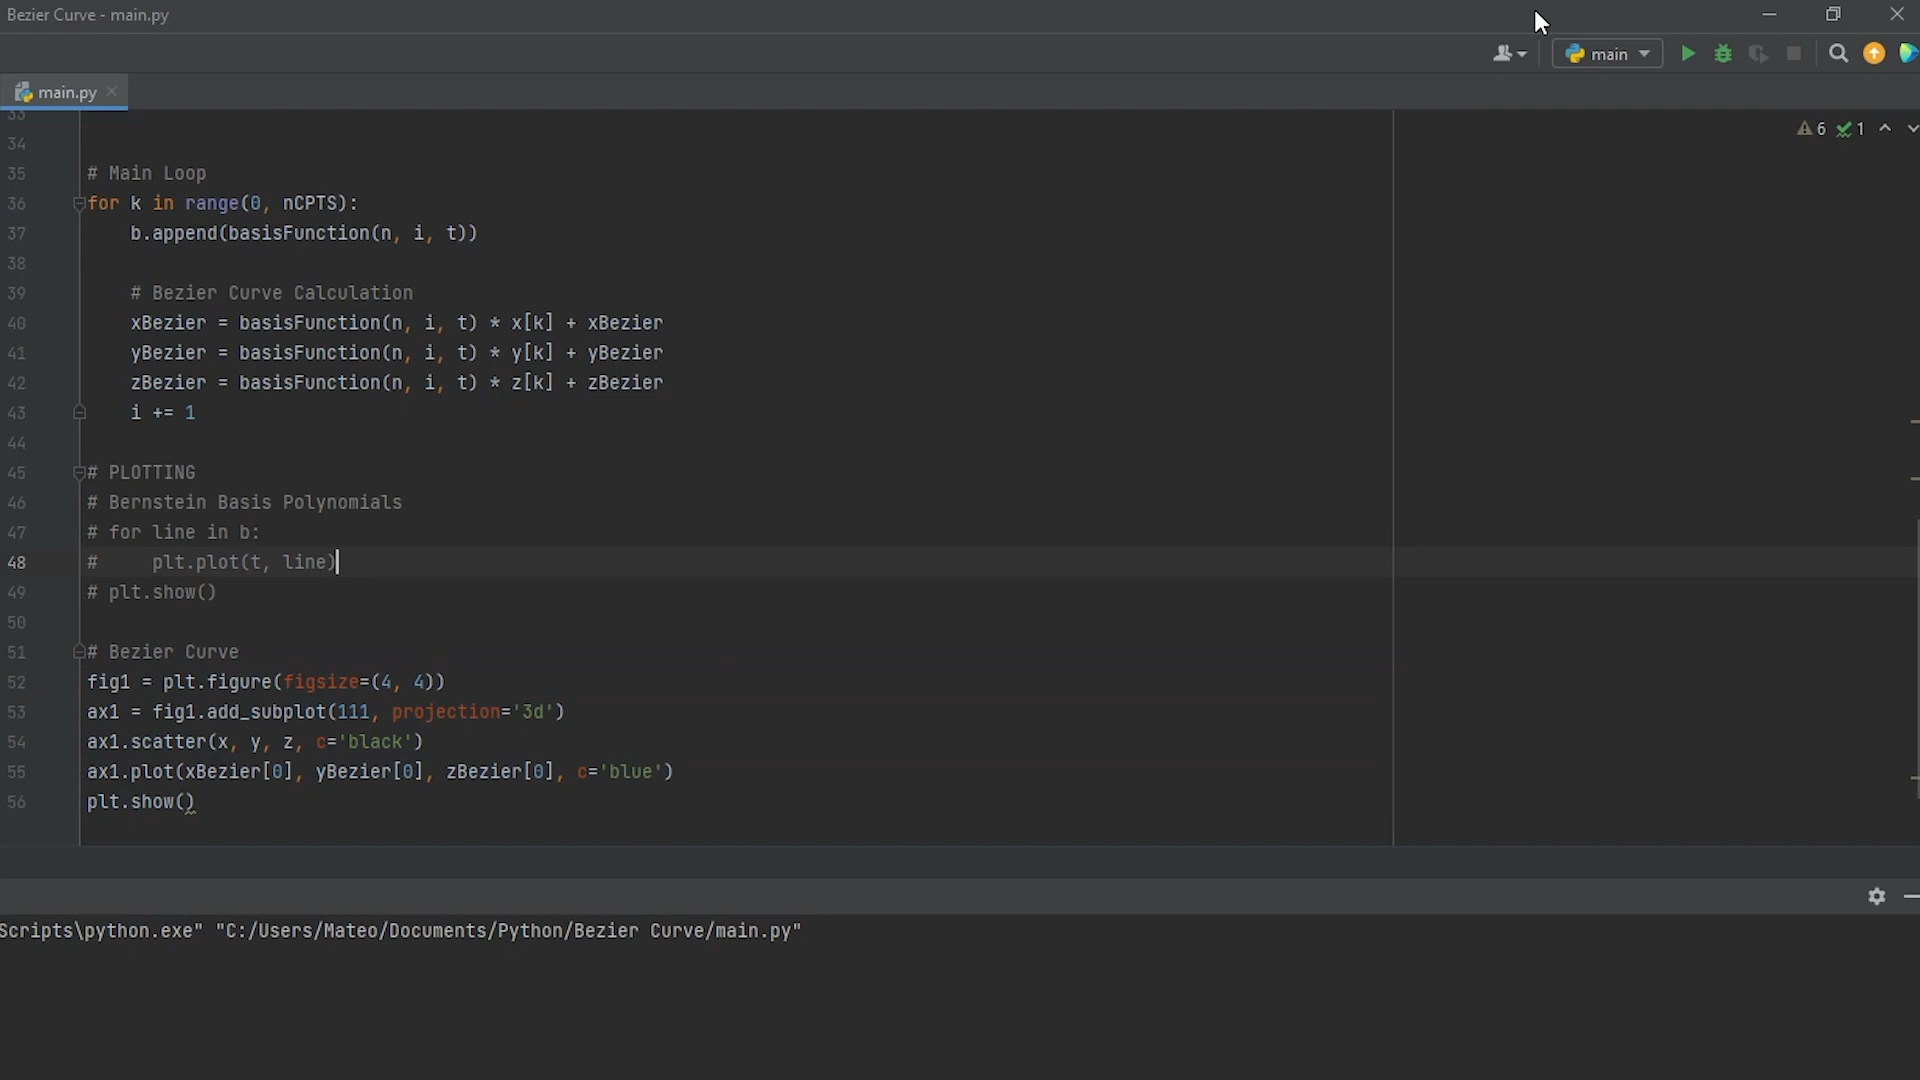 Bezier Curve - main.py
main
main.py
6 1
33
34
35 # Main Loop
36 for k in range(0, nCPTS):
37 b.append(basisFunction(n, i, t))
38
39 # Bezier Curve Calculation
40 xBezier = basisFunction(n, i, t) * x[k] + xBezier
41 yBezier = basisFunction(n, i, t) * y[k] + yBezier
42 zBezier = basisFunction(n, i, t) * z[k] + zBezier
43 i += 1
44
45 # PLOTTING
46 # Bernstein Basis Polynomials
47 # for line in b:
48 #     plt.plot(t, line)
49 # plt.show()
50
51 # Bezier Curve
52 fig1 = plt.figure(figsize=(4, 4))
53 ax1 = fig1.add_subplot(111, projection='3d')
54 ax1.scatter(x, y, z, c='black')
55 ax1.plot(xBezier[0], yBezier[0], zBezier[0], c='blue')
56 plt.show()
Scripts\python.exe" "C:/Users/Mateo/Documents/Python/Bezier Curve/main.py"